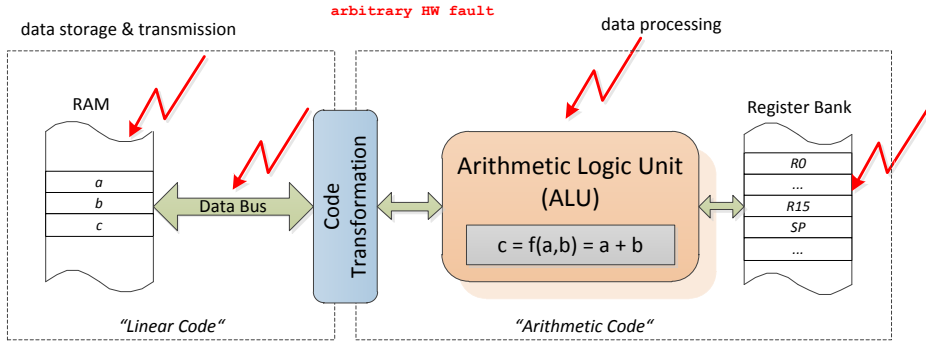 arbitrary HW fault
data storage & transmission
data processing
RAM
a
b
c
Data Bus
Code
Transformation
Arithmetic Logic Unit
(ALU)
c = f(a,b) = a + b
Register Bank
R0
...
R15
SP
...
“Linear Code“
“Arithmetic Code“